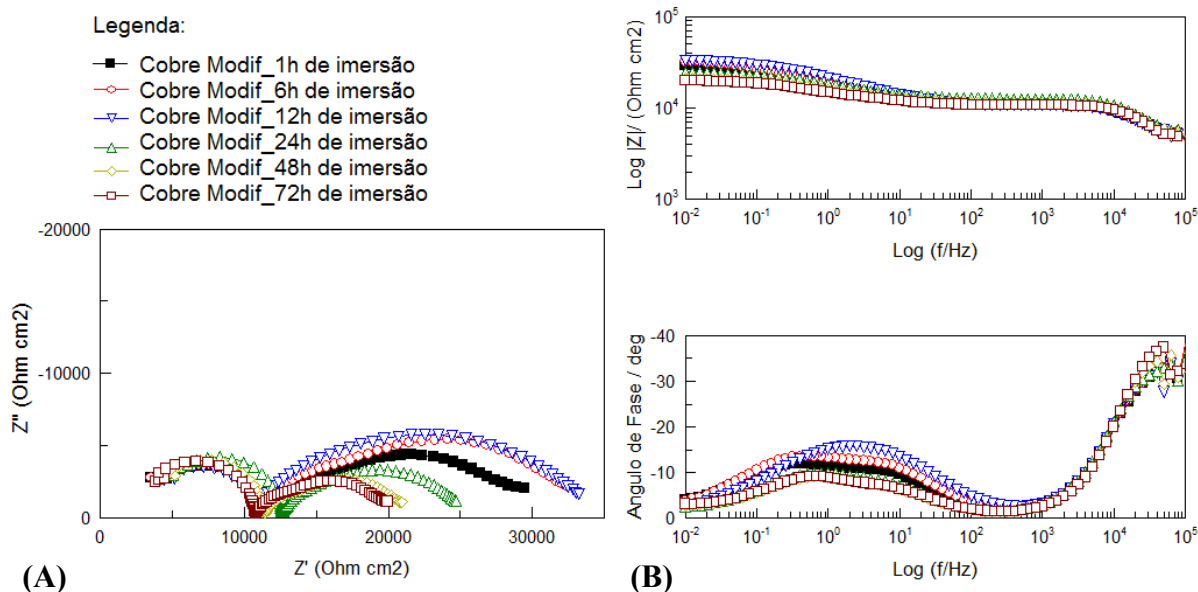 Legenda:
Cobre Modif_1h de imersão
Cobre Modif_6h de imersão
Cobre Modif_12h de imersão
Cobre Modif_24h de imersão
Cobre Modif_48h de imersão
Cobre Modif_72h de imersão
-20000
-10000
0
Z'' (Ohm cm2)
0 10000 20000 30000
Z' (Ohm cm2)
(A)
10^5
10^4
10^3
Log |Z|/ (Ohm cm2)
10^-2 10^-1 10^0 10^1 10^2 10^3 10^4 10^5
Log (f/Hz)
-40
-30
-20
-10
0
Angulo de Fase / deg
10^-2 10^-1 10^0 10^1 10^2 10^3 10^4 10^5
Log (f/Hz)
(B)